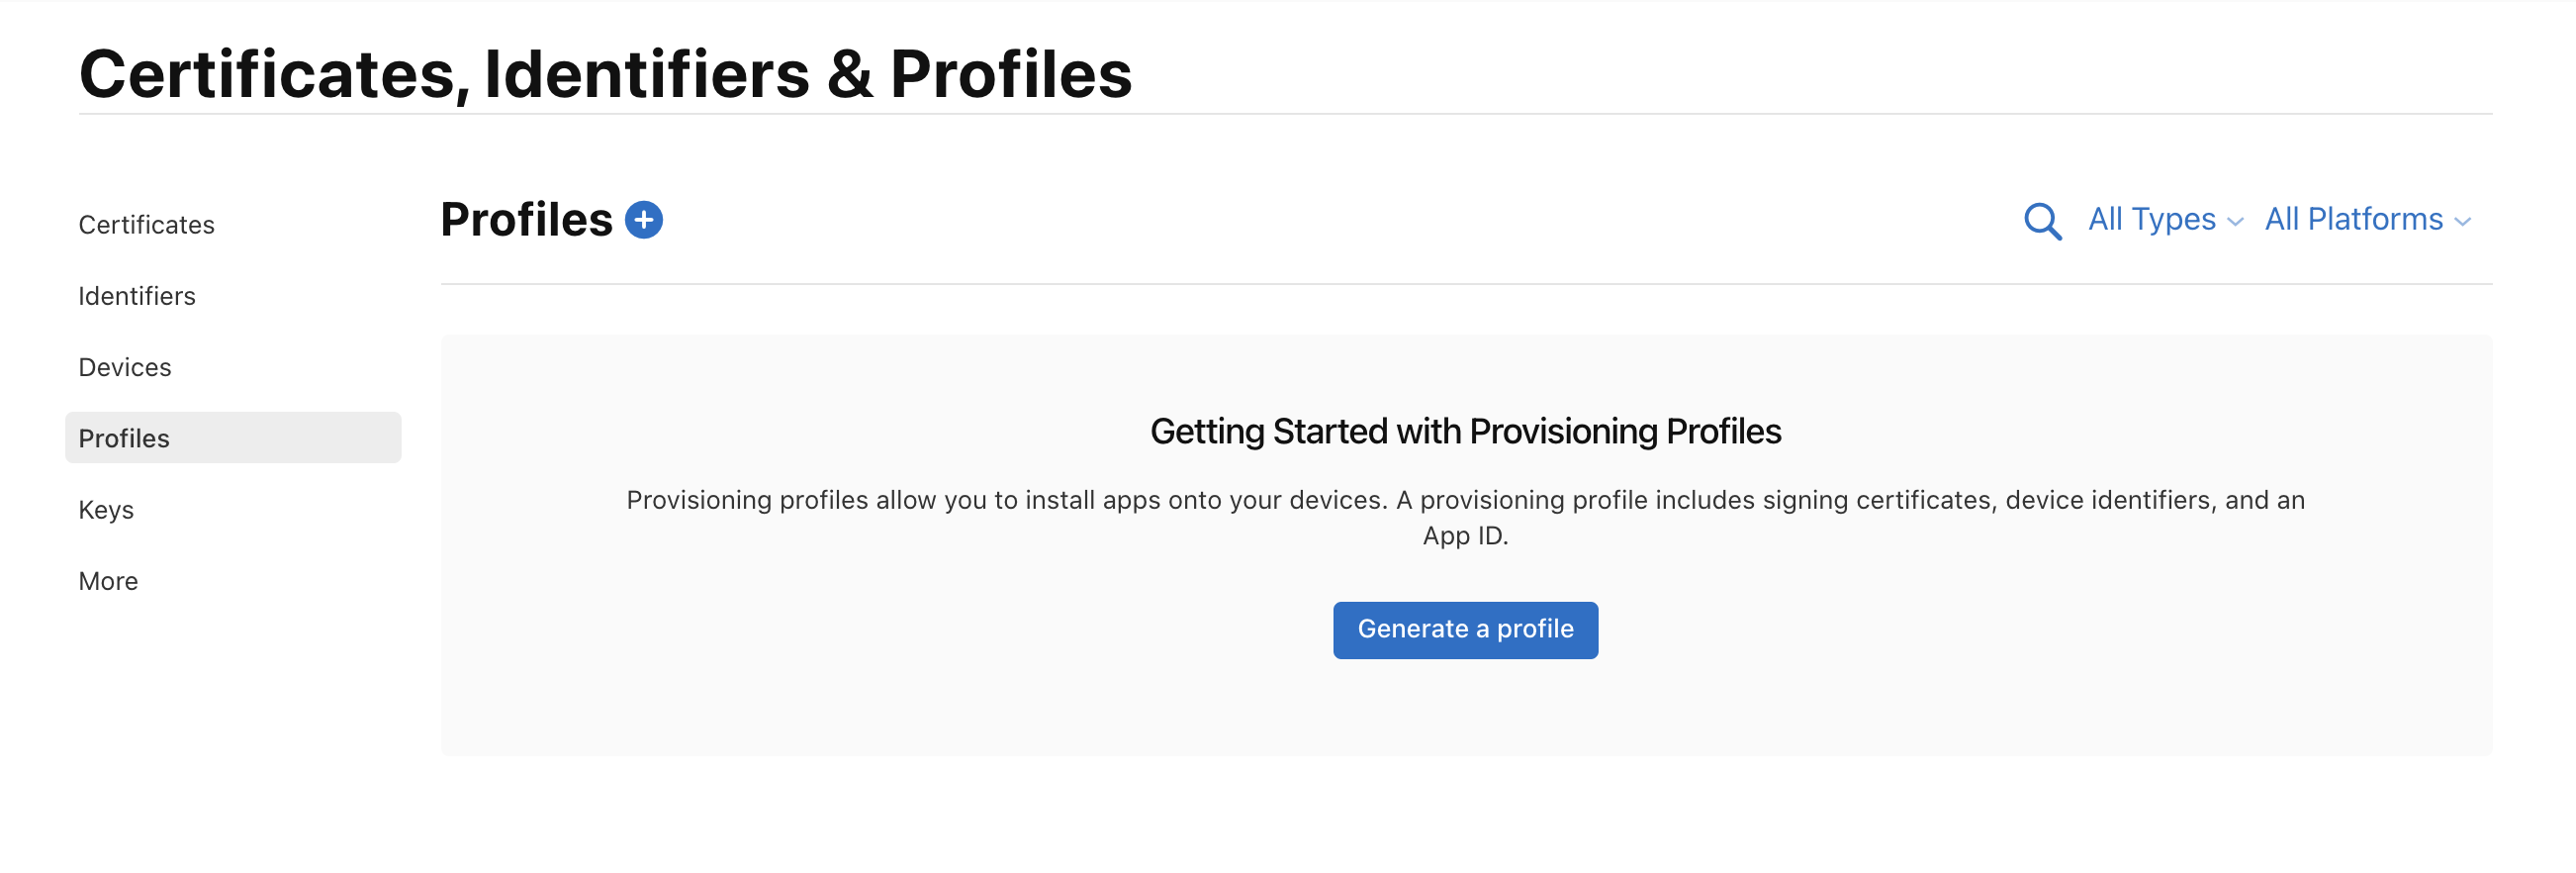 Certificates, Identifiers & Profiles
Certificates
Identifiers
Devices
Profiles
Keys
More
Profiles
All Types
All Platforms
Getting Started with Provisioning Profiles
Provisioning profiles allow you to install apps onto your devices. A provisioning profile includes signing certificates, device identifiers, and an
App ID.
Generate a profile